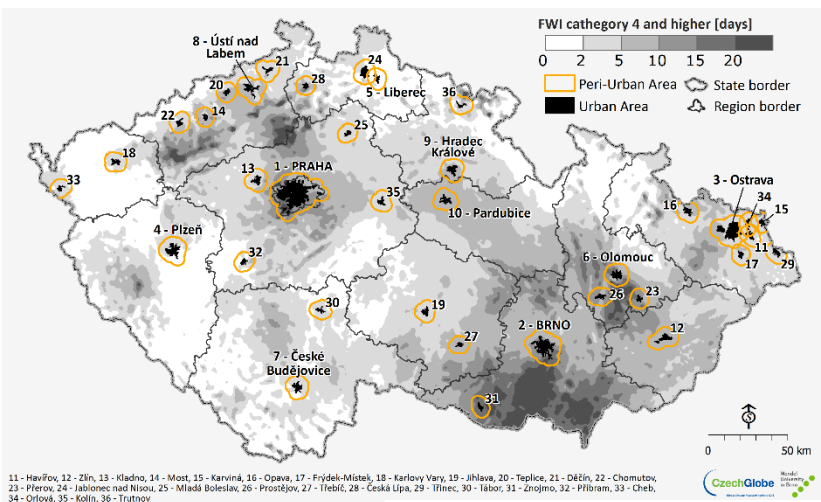 FWI cathegory 4 and higher [days]
0 2 5 10 15 20
Peri-Urban Area
State border
Urban Area
Region border
8 - Ústí nad
Labem
21
24
20
28
5 - Liberec
36
22
14
25
18
9 - Hradec
Králové
33
13
1 - PRAHA
3 - Ostrava
34
15
16
35
10 - Pardubice
4 - Plzeň
11
17
29
32
6 - Olomouc
26
23
30
19
2 - BRNO
12
27
7 - České
Budějovice
31
0 50 km
11 - Havířov, 12 - Zlín, 13 - Kladno, 14 - Most, 15 - Karviná, 16 - Opava, 17 - Frýdek-Místek, 18 - Karlovy Vary, 19 - Jihlava, 20 - Teplice, 21 - Děčín, 22 - Chomutov,
23 - Přerov, 24 - Jablonec nad Nisou, 25 - Mladá Boleslav, 26 - Prostějov, 27 - Třebíč, 28 - Česká Lípa, 29 - Třinec, 30 - Tábor, 31 - Znojmo, 32 - Příbram, 33 - Cheb,
34 - Orlová, 35 - Kolín, 36 - Trutnov
CzechGlobe
Mendel
University
in Brno